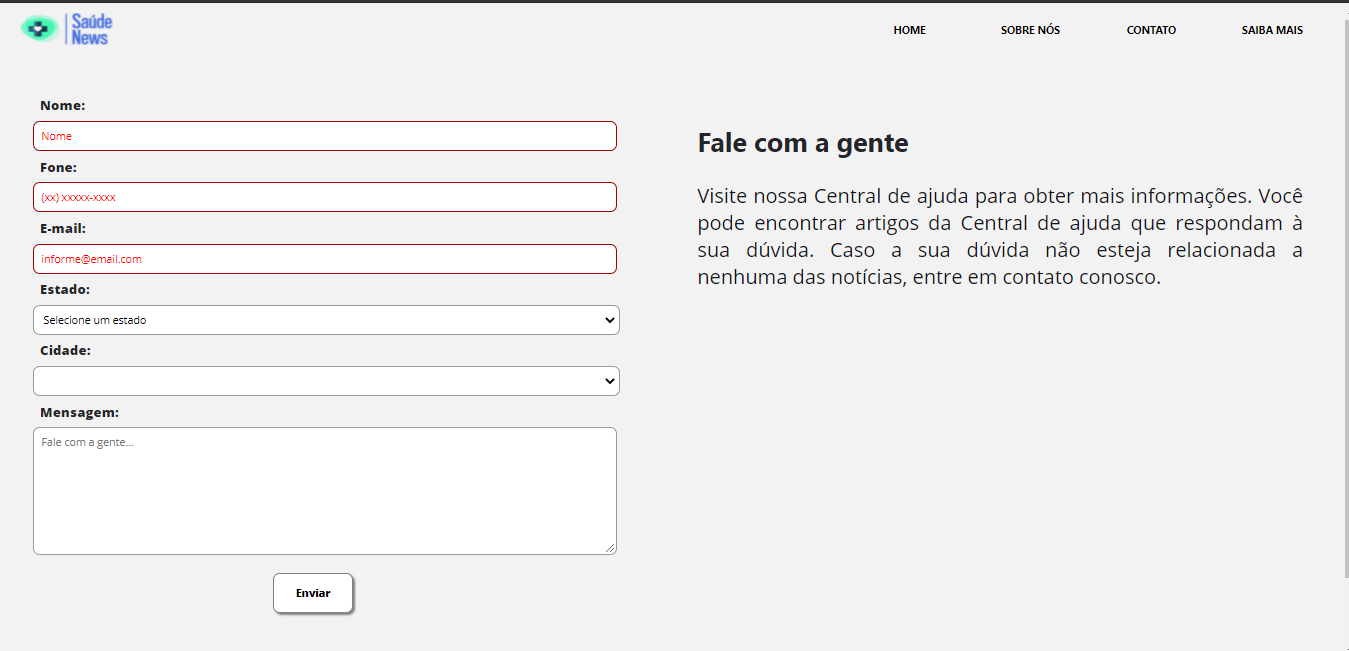 Saúde
News
HOME
SOBRE NÓS
CONTATO
SAIBA MAIS
Nome:
Nome
Fone:
(xx) xxxxx-xxxx
E-mail:
informe@email.com
Estado:
Selecione um estado
Cidade:
Mensagem:
Fale com a gente...
Enviar
Fale com a gente
Visite nossa Central de ajuda para obter mais informações. Você
pode encontrar artigos da Central de ajuda que respondam à
sua dúvida. Caso a sua dúvida não esteja relacionada a
nenhuma das notícias, entre em contato conosco.